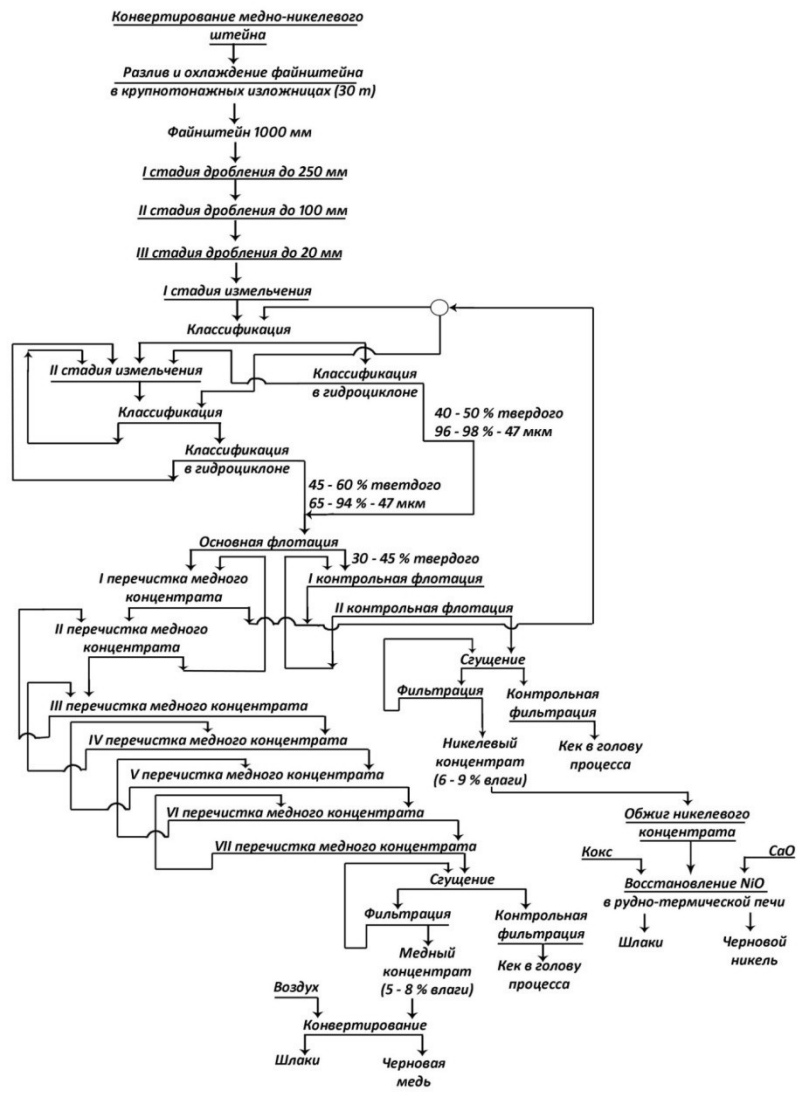 Конвертирование медно-никелевого
штейна
Разлив и охлаждение файнштейна
в крупнотонажных изложницах (30 т)
Файнштейн 1000 мм
I стадия дробления до 250 мм
II стадия дробления до 100 мм
III стадия дробления до 20 мм
I стадия измельчения
Классификация
II стадия измельчения
Классификация
в гидроциклоне
Классификация
40 - 50 % твердого
96 - 98 % - 47 мкм
Классификация
в гидроциклоне
45 - 60 % тветдого
65 - 94 % - 47 мкм
Основная флотация
30 - 45 % твердого
I перечистка медного
концентрата
I контрольная флотация
II контрольная флотация
II перечистка медного
концентрата
Сгущение
Фильтрация
Контрольная
фильтрация
III перечистка медного концентрата
IV перечистка медного концентрата
Никелевый
концентрат
(6 - 9 % влаги)
Кек в голову
процесса
V перечистка медного концентрата
VI перечистка медного концентрата
VII перечистка медного концентрата
Обжиг никелевого
концентрата
Кокс
CaO
Восстановление NiO
в рудно-термической печи
Шлаки
Черновой
никель
Сгущение
Фильтрация
Контрольная
фильтрация
Медный
концентрат
(5 - 8 % влаги)
Кек в голову
процесса
Воздух
Конвертирование
Шлаки
Черновая
медь